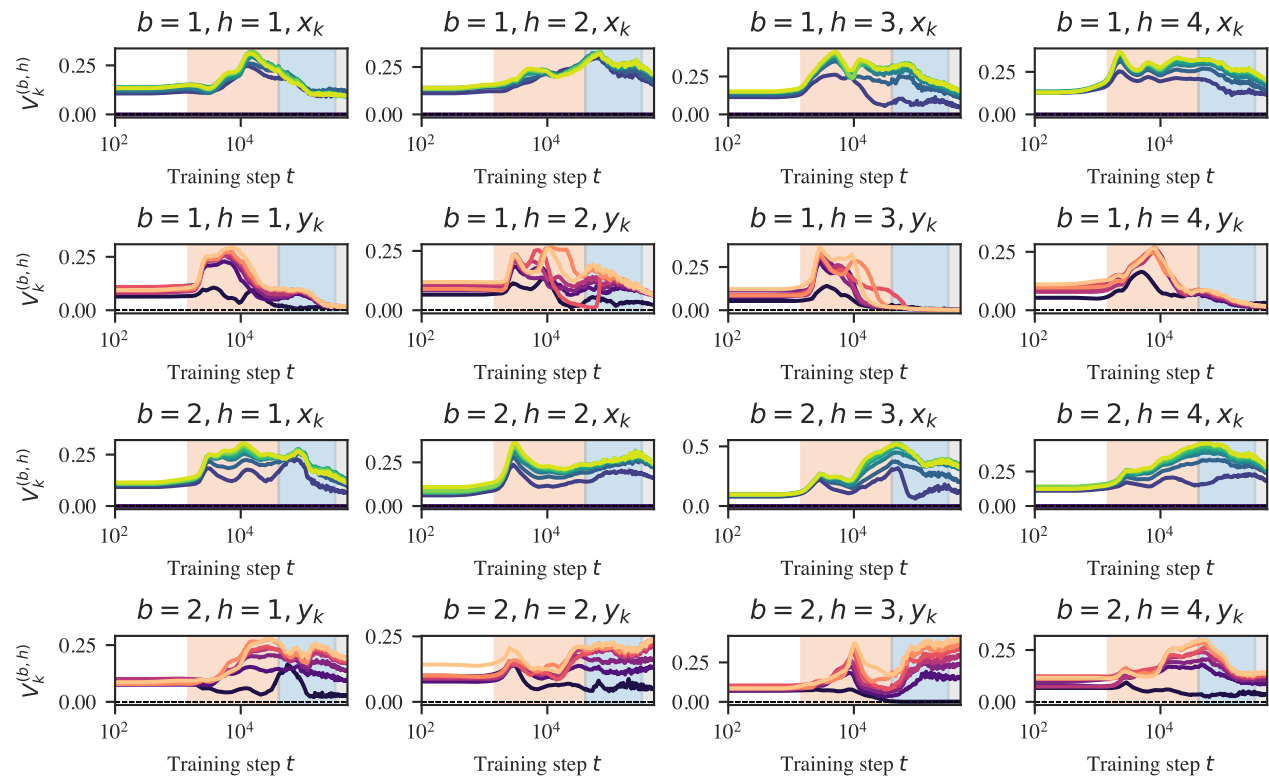 b = 1, h = 1, x_k b = 1, h = 2, x_k b = 1, h = 3, x_k b = 1, h = 4, x_k
V_k^{(b, h)} 0.25 0.00 0.25 0.00 0.25 0.00 0.25 0.00
10^2 10^4 10^2 10^4 10^2 10^4 10^2 10^4
Training step t Training step t Training step t Training step t
b = 1, h = 1, y_k b = 1, h = 2, y_k b = 1, h = 3, y_k b = 1, h = 4, y_k
V_k^{(b, h)} 0.25 0.00 0.25 0.00 0.25 0.00 0.25 0.00
10^2 10^4 10^2 10^4 10^2 10^4 10^2 10^4
Training step t Training step t Training step t Training step t
b = 2, h = 1, x_k b = 2, h = 2, x_k b = 2, h = 3, x_k b = 2, h = 4, x_k
V_k^{(b, h)} 0.25 0.00 0.25 0.00 0.5 0.0 0.25 0.00
10^2 10^4 10^2 10^4 10^2 10^4 10^2 10^4
Training step t Training step t Training step t Training step t
b = 2, h = 1, y_k b = 2, h = 2, y_k b = 2, h = 3, y_k b = 2, h = 4, y_k
V_k^{(b, h)} 0.25 0.00 0.25 0.00 0.25 0.00 0.25 0.00
10^2 10^4 10^2 10^4 10^2 10^4 10^2 10^4
Training step t Training step t Training step t Training step t